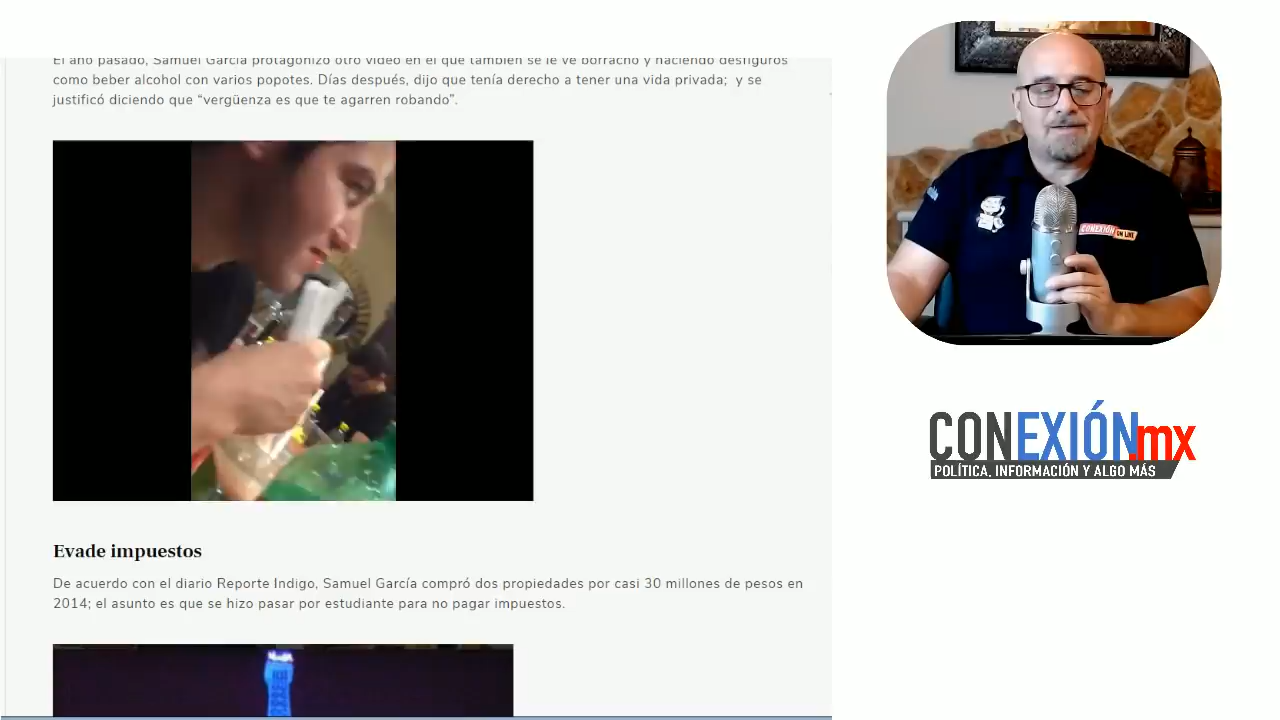 El año pasado, Samuel García protagonizó otro video en el que también se le ve borracho y haciendo desfiguros
como beber alcohol con varios popotes. Días después, dijo que tenía derecho a tener una vida privada; y se
justificó diciendo que “vergüenza es que te agarren robando”.
CONEXIÓN ON LINE
CONEXIÓN.mx
POLÍTICA, INFORMACIÓN Y ALGO MÁS
Evade impuestos
De acuerdo con el diario Reporte Indigo, Samuel García compró dos propiedades por casi 30 millones de pesos en
2014; el asunto es que se hizo pasar por estudiante para no pagar impuestos.